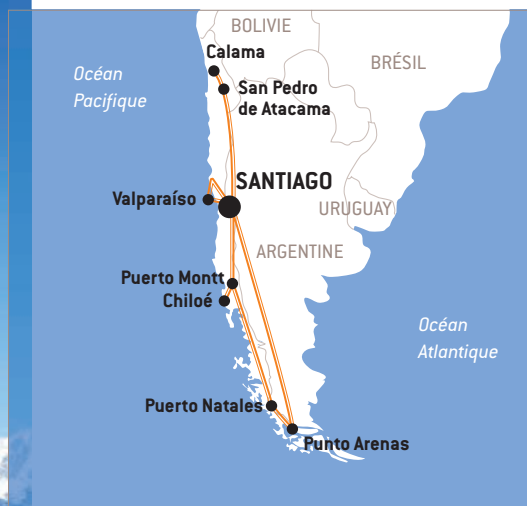 BOLIVIE
Calama
BRÉSIL
Océan
Pacifique
San Pedro
de Atacama
SANTIAGO
Valparaíso
URUGUAY
ARGENTINE
Puerto Montt
Chiloé
Océan
Atlantique
Puerto Natales
Punto Arenas